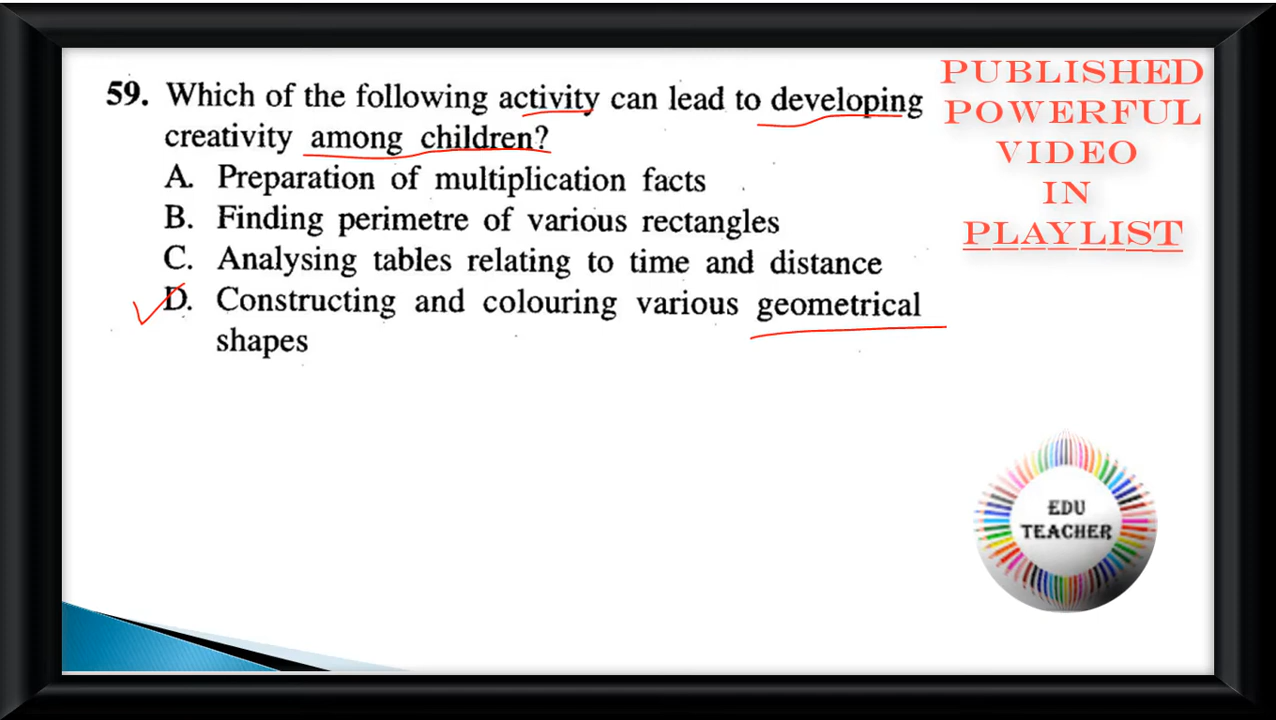 59. Which of the following activity can lead to developing
creativity among children?
A. Preparation of multiplication facts
B. Finding perimetre of various rectangles
C. Analysing tables relating to time and distance
D. Constructing and colouring various geometrical
shapes
PUBLISHED
POWERFUL
VIDEO
IN
PLAYLIST
EDU
TEACHER